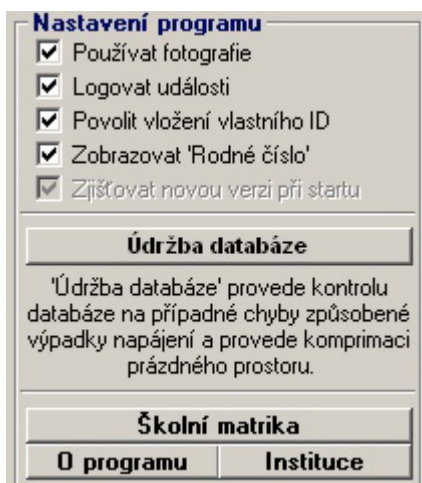 Nastavení programu
Používat fotografie
Logovat události
Povolit vložení vlastního ID
Zobrazovat 'Rodné číslo'
Zjišťovat novou verzi při startu
Údržba databáze
'Údržba databáze' provede kontrolu
databáze na případné chyby způsobené
výpadky napájení a provede komprimaci
prázdného prostoru.
Školní matrika
O programu Instituce